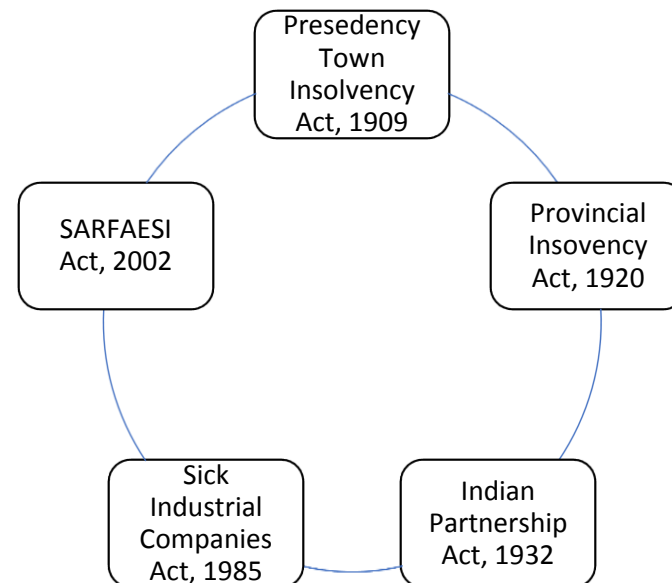 Presedency
Town
Insolvency
Act, 1909
SARFAESI
Act, 2002
Provincial
Insovency
Act, 1920
Sick
Industrial
Companies
Act, 1985
Indian
Partnership
Act, 1932